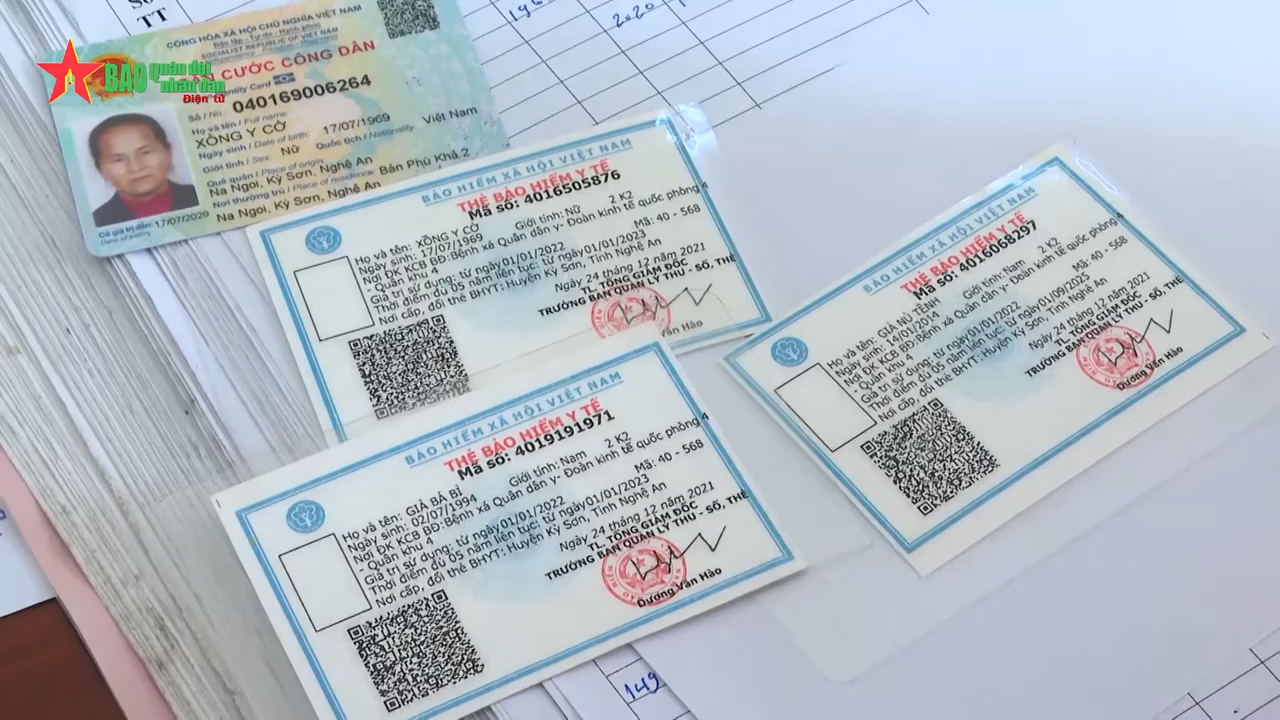 Số
TT
196
2020
BÁO quân đội
nhân dân
Điện tử
CỘNG HÒA XÃ HỘI CHỦ NGHĨA VIỆT NAM
Độc lập - Tự do - Hạnh phúc
SOCIALIST REPUBLIC OF VIET NAM
Independence - Freedom - Happiness
CĂN CƯỚC CÔNG DÂN
Identity Card
Số / No.: 040169006264
Họ và tên / Full name:
XỒNG Y CỞ
Ngày sinh / Date of birth: 17/07/1969
Giới tính / Sex: Nữ Quốc tịch / Nationality: Việt Nam
Quê quán / Place of origin:
Na Ngoi, Kỳ Sơn, Nghệ An
Nơi thường trú / Place of residence: Bản Phù Khả 2
Na Ngoi, Kỳ Sơn, Nghệ An
Có giá trị đến: 17/07/2029
Date of expiry
BẢO HIỂM XÃ HỘI VIỆT NAM
THẺ BẢO HIỂM Y TẾ
Mã số: 4016505876
Họ và tên: XỒNG Y CỞ
Ngày sinh: 17/07/1969 Giới tính: Nữ 2 K2
Nơi ĐK KCB BĐ: Bệnh xá Quân dân y- Đoàn kinh tế quốc phòng 4
Quân khu 4 Mã: 40 - 568
Giá trị sử dụng: từ ngày 01/01/2022
Thời điểm đủ 05 năm liên tục: từ ngày 01/01/2023
Nơi cấp, đổi thẻ BHYT: Huyện Kỳ Sơn, Tỉnh Nghệ An
Ngày 24 tháng 12 năm 2021
TL. TỔNG GIÁM ĐỐC
TRƯỞNG BAN QUẢN LÝ THU - SỔ, THẺ
Văn Hào
BẢO HIỂM XÃ HỘI VIỆT NAM
THẺ BẢO HIỂM Y TẾ
Mã số: 4016068297
Họ và tên: GIÀ NÚ TÊNH
Ngày sinh: 14/01/2014 Giới tính: Nam 2 K2
Nơi ĐK KCB BĐ: Bệnh xá Quân dân y- Đoàn kinh tế quốc phòng 4
Quân khu 4 Mã: 40 - 568
Giá trị sử dụng: từ ngày 01/01/2022
Thời điểm đủ 05 năm liên tục: từ ngày 01/09/2025
Nơi cấp, đổi thẻ BHYT: Huyện Kỳ Sơn, Tỉnh Nghệ An
Ngày 24 tháng 12 năm 2021
TL. TỔNG GIÁM ĐỐC
TRƯỞNG BAN QUẢN LÝ THU - SỔ, THẺ
Dương Văn Hào
BẢO HIỂM XÃ HỘI VIỆT NAM
THẺ BẢO HIỂM Y TẾ
Mã số: 4019191971
Họ và tên: GIÀ BÁ BÌ
Ngày sinh: 02/07/1994 Giới tính: Nam 2 K2
Nơi ĐK KCB BĐ: Bệnh xá Quân dân y- Đoàn kinh tế quốc phòng 4
Quân khu 4 Mã: 40 - 568
Giá trị sử dụng: từ ngày 01/01/2022
Thời điểm đủ 05 năm liên tục: từ ngày 01/01/2023
Nơi cấp, đổi thẻ BHYT: Huyện Kỳ Sơn, Tỉnh Nghệ An
Ngày 24 tháng 12 năm 2021
TL. TỔNG GIÁM ĐỐC
TRƯỞNG BAN QUẢN LÝ THU - SỔ, THẺ
Dương Văn Hào
149